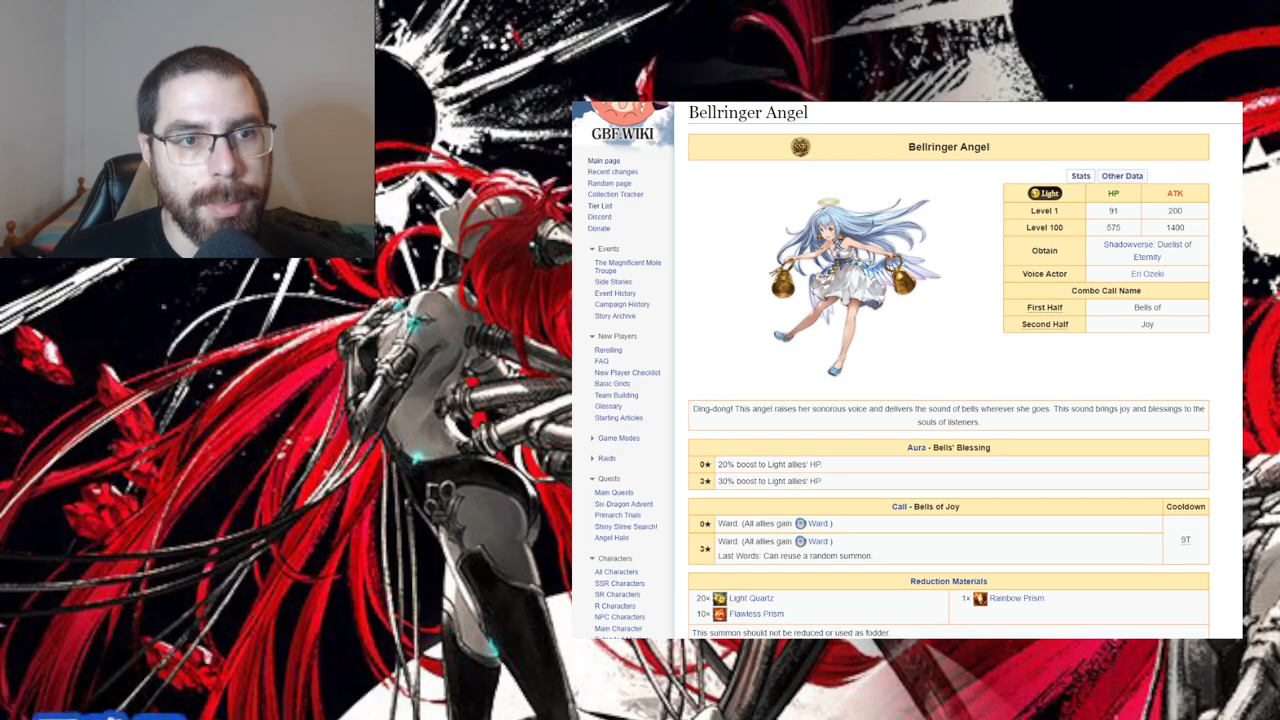 GBF.WIKI
Main page
Recent changes
Random page
Collection Tracker
Tier List
Discord
Donate
Events
The Magnificent Mole
Troupe
Side Stories
Event History
Campaign History
Story Archive
New Players
Rerolling
FAQ
New Player Checklist
Basic Grids
Team Building
Glossary
Starting Articles
Game Modes
Raids
Quests
Main Quests
Six-Dragon Advent
Primarch Trials
Shiny Slime Search!
Angel Halo
Characters
All Characters
SSR Characters
SR Characters
R Characters
NPC Characters
Main Character
Bellringer Angel
SSR Bellringer Angel
Stats Other Data
Light HP ATK
Level 1 91 200
Level 100 575 1400
Obtain Shadowverse: Duelist of
Eternity
Voice Actor Eri Ozeki
Combo Call Name
First Half Bells of
Second Half Joy
Ding-dong! This angel raises her sonorous voice and delivers the sound of bells wherever she goes. This sound brings joy and blessings to the
souls of listeners.
Aura - Bells' Blessing
0★ 20% boost to Light allies' HP.
3★ 30% boost to Light allies' HP.
Call - Bells of Joy Cooldown
0★ Ward. (All allies gain Ward.)
3★ Ward. (All allies gain Ward.)
Last Words: Can reuse a random summon.
9T
Reduction Materials
20× Light Quartz 1× Rainbow Prism
10× Flawless Prism
This summon should not be reduced or used as fodder.